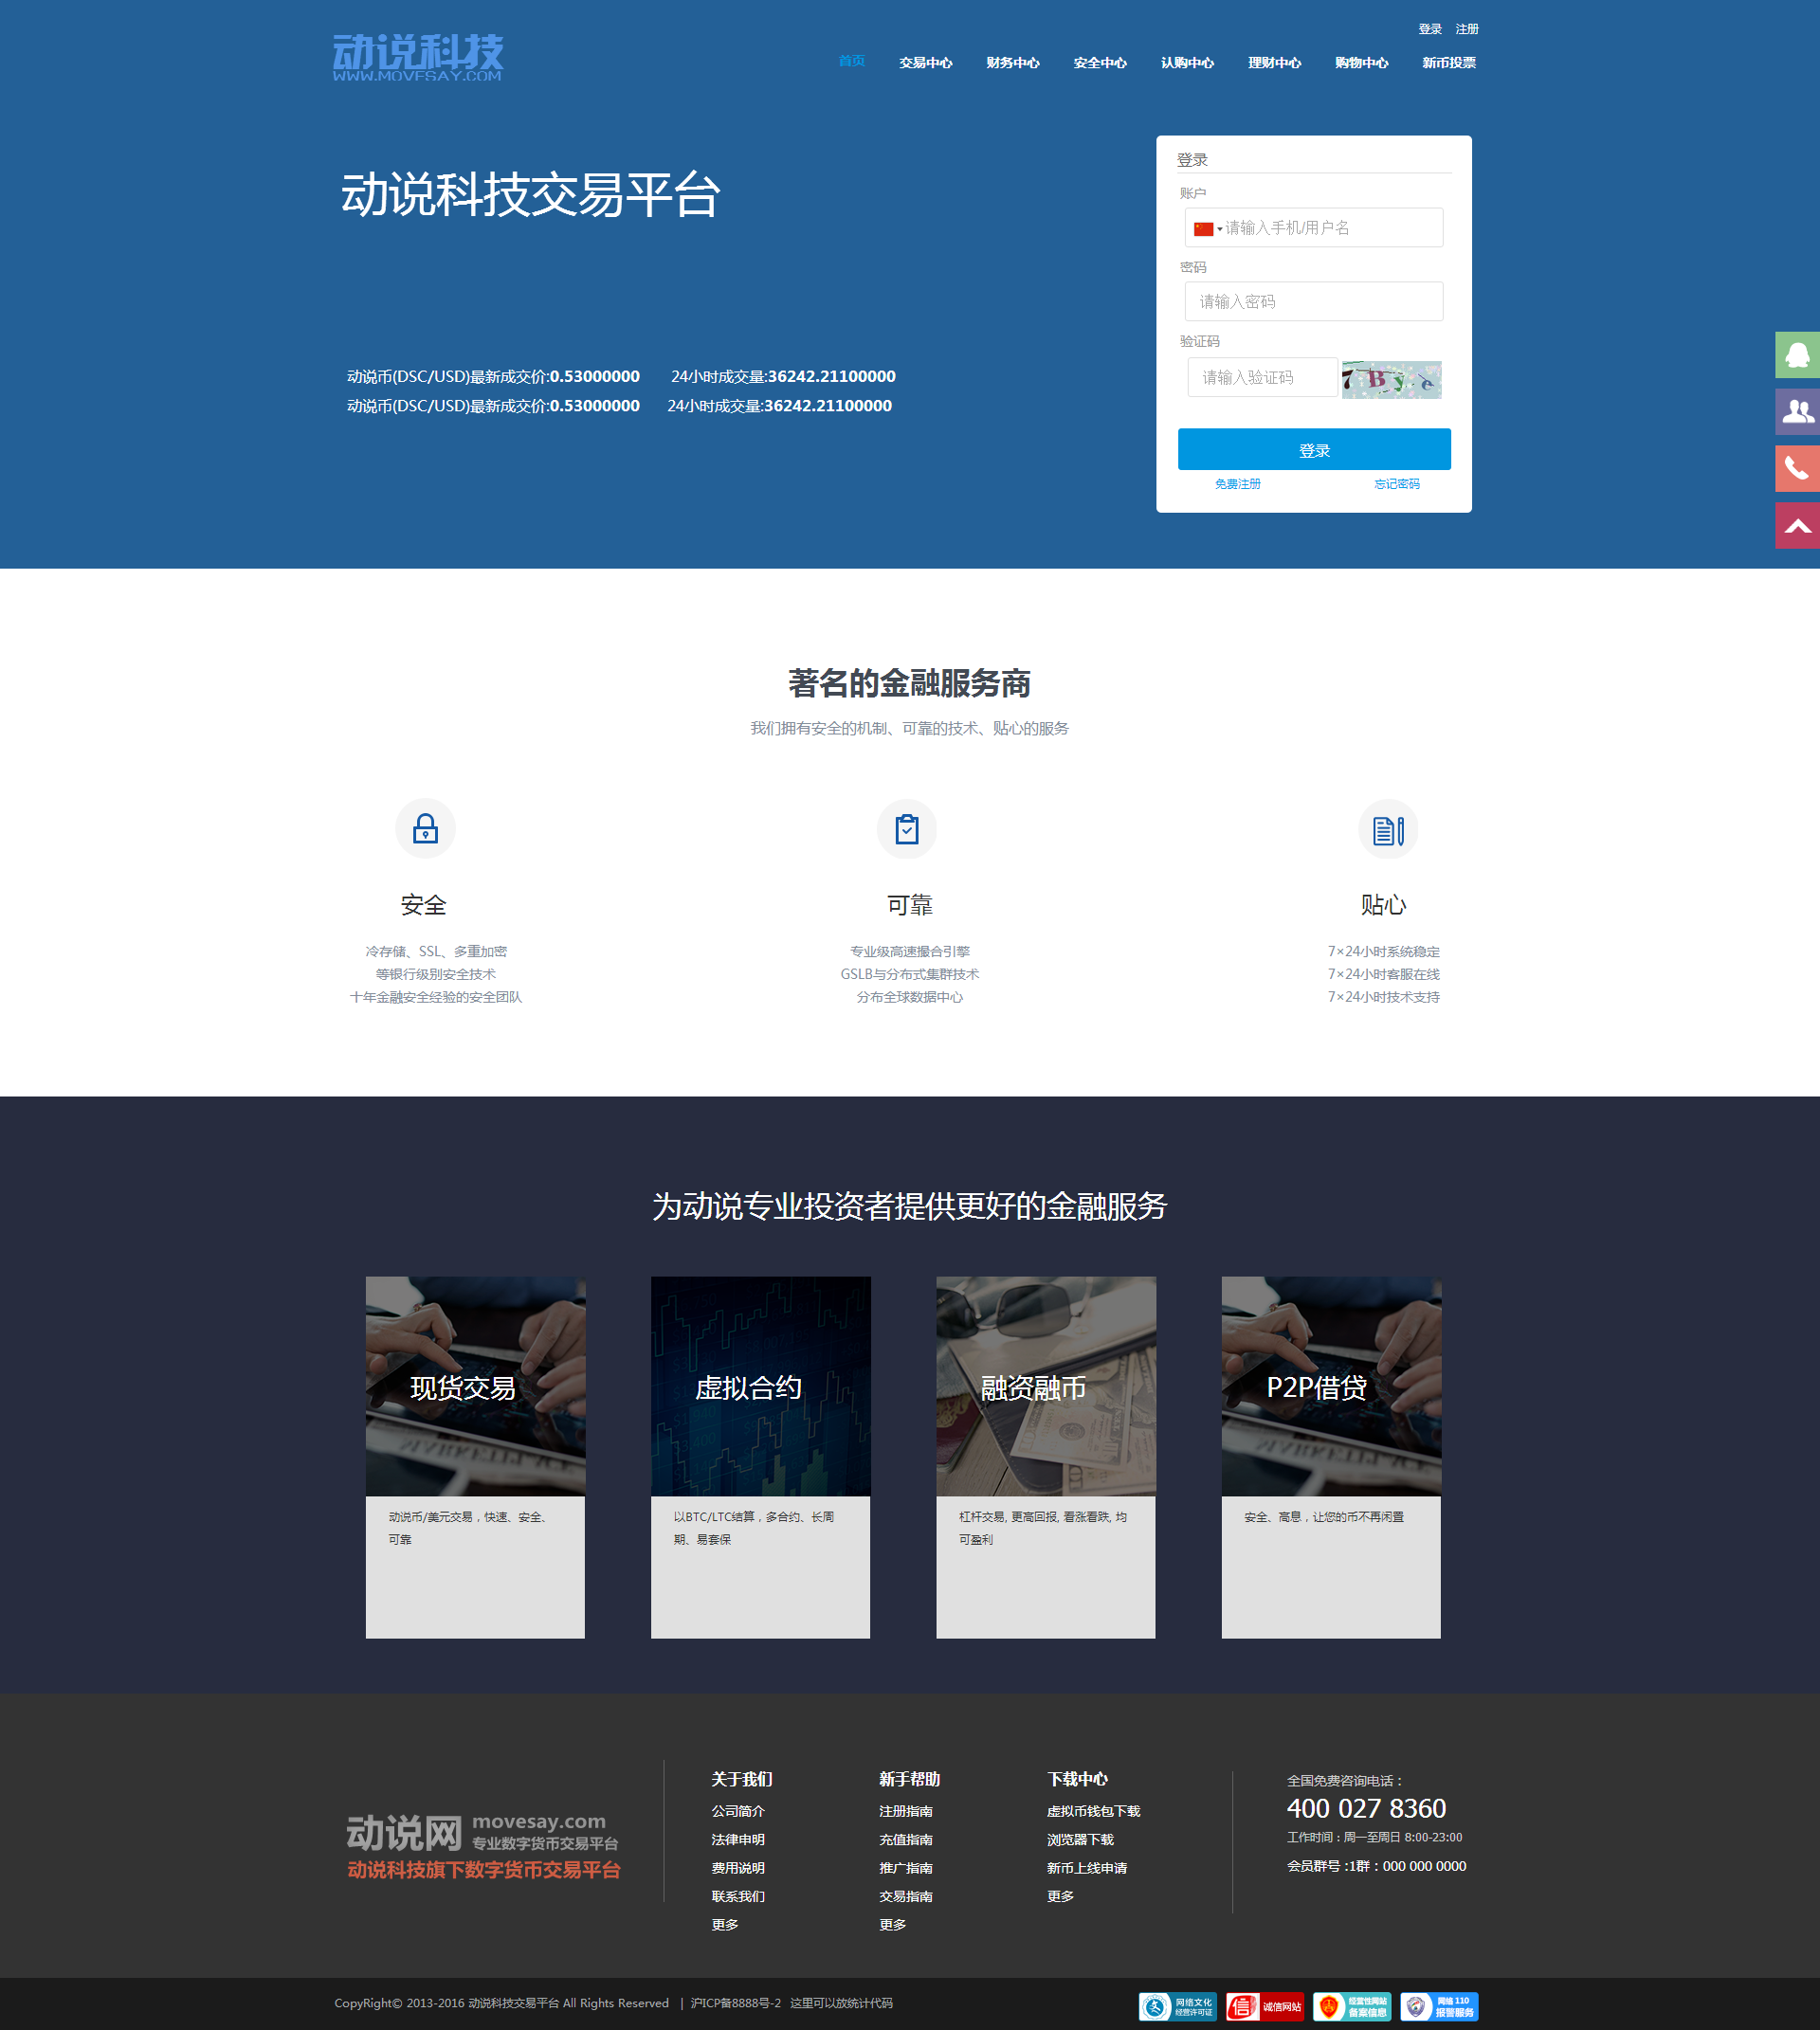 登录 注册
动说科技
WWW.MOVESAY.COM
首页 交易中心 财务中心 安全中心 认购中心 理财中心 购物中心 新币投票
动说科技交易平台
登录
账户
请输入手机/用户名
密码
请输入密码
验证码
请输入验证码
7 B y e
登录
免费注册 忘记密码
动说币(DSC/USD)最新成交价:0.53000000 24小时成交量:36242.21100000
动说币(DSC/USD)最新成交价:0.53000000 24小时成交量:36242.21100000
著名的金融服务商
我们拥有安全的机制、可靠的技术、贴心的服务
安全
冷存储、SSL、多重加密
等银行级别安全技术
十年金融安全经验的安全团队
可靠
专业级高速撮合引擎
GSLB与分布式集群技术
分布全球数据中心
贴心
7×24小时系统稳定
7×24小时客服在线
7×24小时技术支持
为动说专业投资者提供更好的金融服务
现货交易
动说币/美元交易，快速、安全、
可靠
虚拟合约
以BTC/LTC结算，多合约、长周
期、易套保
融资融币
杠杆交易, 更高回报, 看涨看跌, 均
可盈利
P2P借贷
安全、高息，让您的币不再闲置
动说网 movesay.com
专业数字货币交易平台
动说科技旗下数字货币交易平台
关于我们
公司简介
法律申明
费用说明
联系我们
更多
新手帮助
注册指南
充值指南
推广指南
交易指南
更多
下载中心
虚拟币钱包下载
浏览器下载
新币上线申请
更多
全国免费咨询电话：
400 027 8360
工作时间：周一至周日 8:00-23:00
会员群号 :1群：000 000 0000
CopyRight© 2013-2016 动说科技交易平台 All Rights Reserved | 沪ICP备8888号-2 这里可以放统计代码
网络文化
经营许可证
信 诚信网站
经营性网站
备案信息
网络 110
报警服务